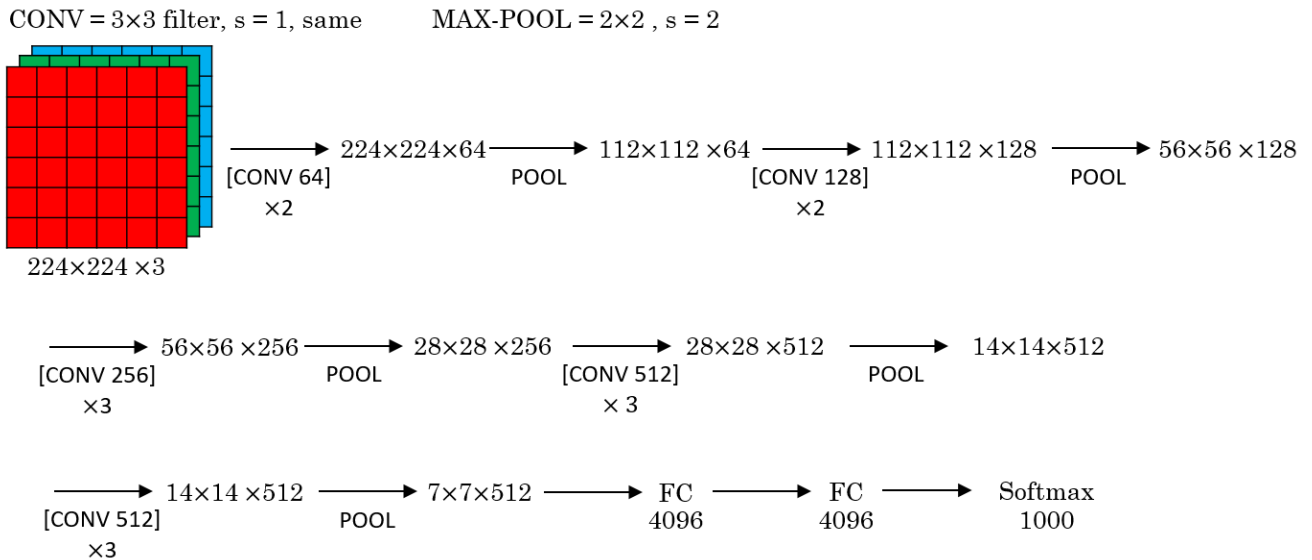 CONV = 3×3 filter, s = 1, same MAX-POOL = 2×2 , s = 2
224×224×64 112×112 ×64 112×112 ×128 56×56 ×128
[CONV 64] POOL [CONV 128] POOL
×2 ×2
224×224 ×3
56×56 ×256 28×28 ×256 28×28 ×512 14×14×512
[CONV 256] POOL [CONV 512] POOL
×3 × 3
14×14 ×512 7×7×512 FC FC Softmax
[CONV 512] POOL 4096 4096 1000
×3